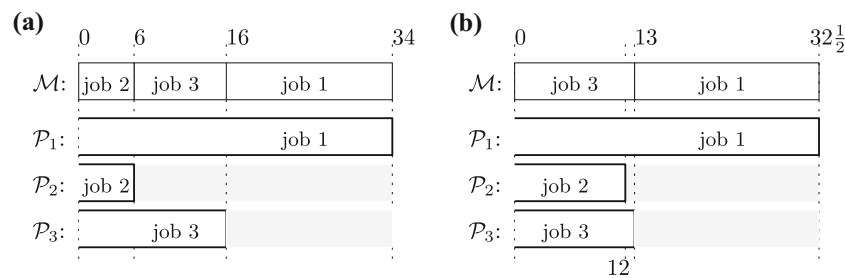 (a) 0 6 16 34
M: job 2 job 3 job 1
P₁: job 1
P₂: job 2
P₃: job 3
(b) 0 13 32½
M: job 3 job 1
P₁: job 1
P₂: job 2
P₃: job 3
12